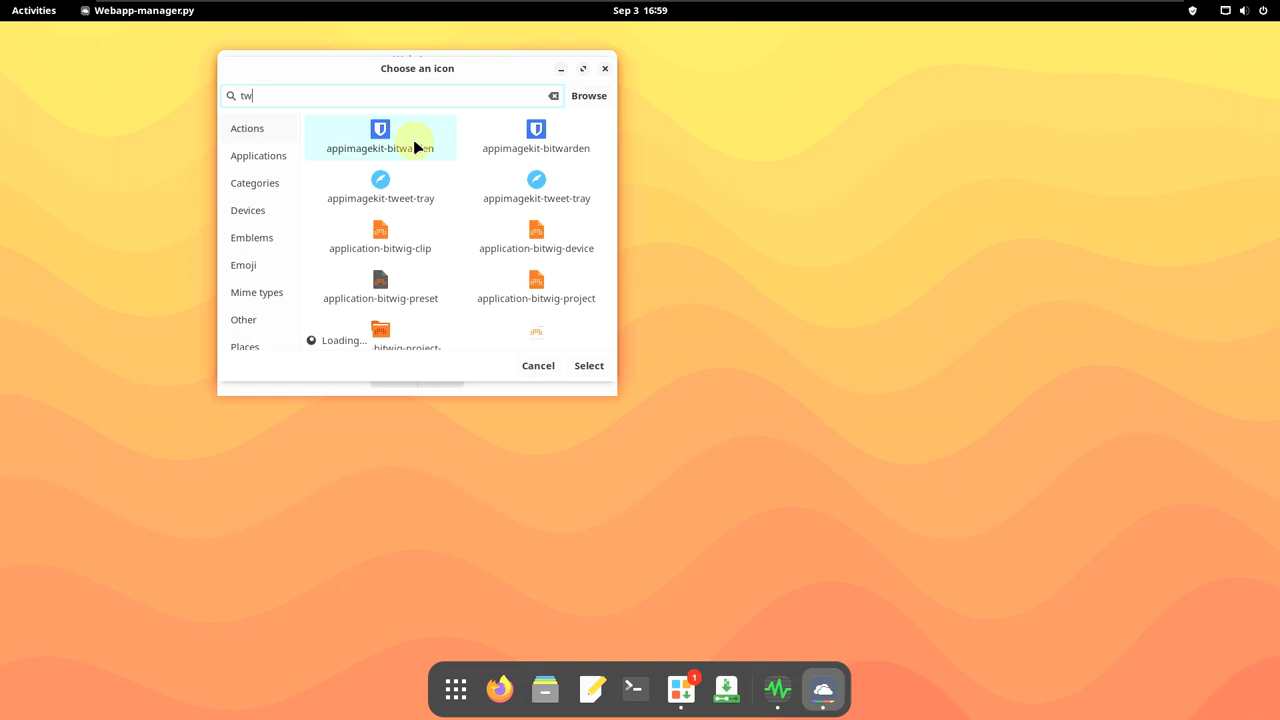 Activities Webapp-manager.py Sep 3 16:59
Choose an icon
tw Browse
Actions
Applications
Categories
Devices
Emblems
Emoji
Mime types
Other
Places
appimagekit-bitwarden appimagekit-bitwarden
appimagekit-tweet-tray appimagekit-tweet-tray
application-bitwig-clip application-bitwig-device
application-bitwig-preset application-bitwig-project
Loading... -bitwig-project-
Cancel Select
1